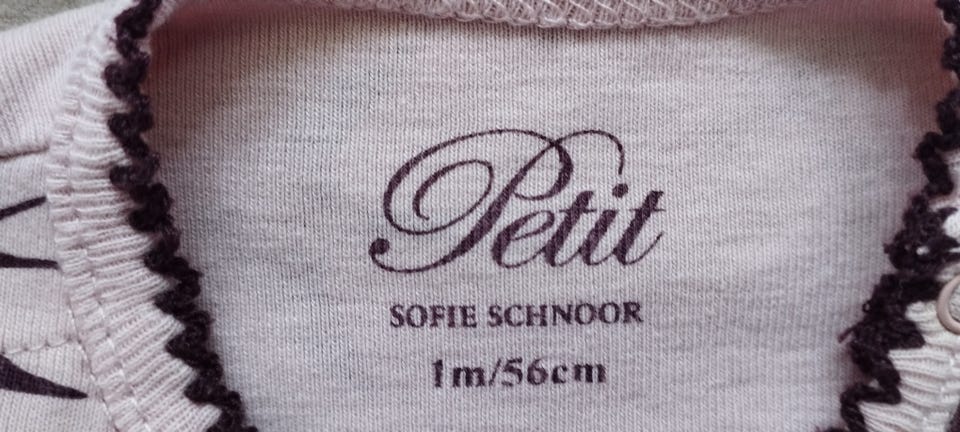 Petit
SOFIE SCHNOOR
1m/56cm